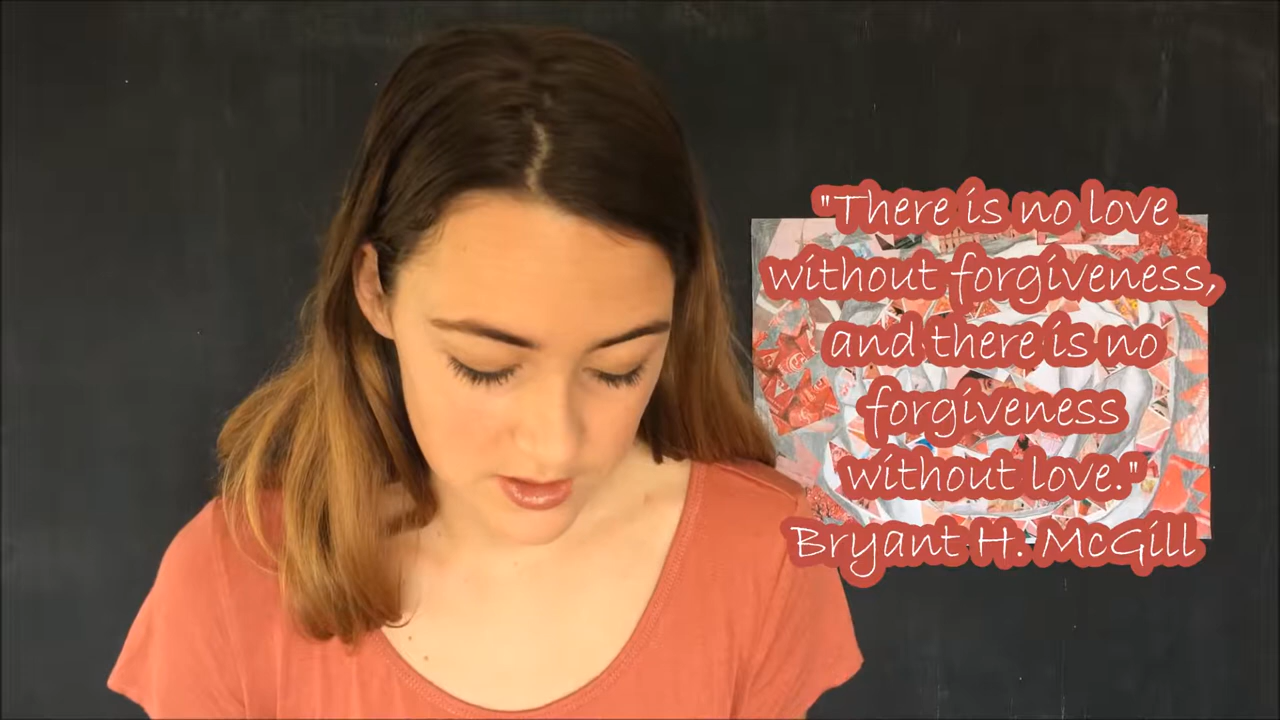 "There is no love
without forgiveness,
and there is no
forgiveness
without love."
Bryant H. McGill